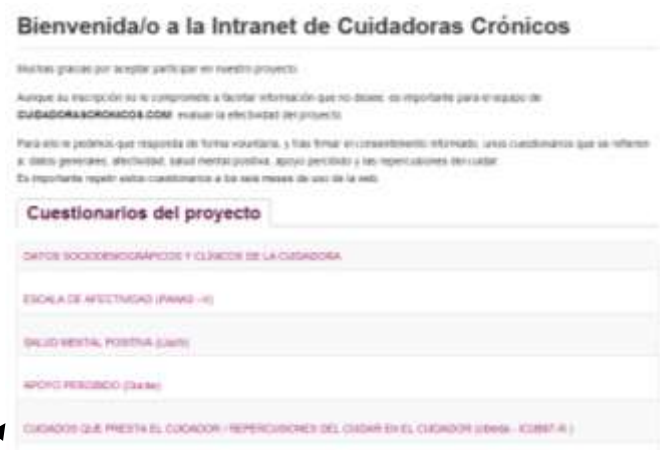 Bienvenida/o a la Intranet de Cuidadoras Crónicos
Muchas gracias por aceptar participar en nuestro proyecto.
Aunque su inscripción no le compromete a facilitar información que no desee, es importante para el equipo de
CUIDADORASCRONICOS.COM evaluar la efectividad del proyecto.
Para ello le pedimos que responda de forma voluntaria, y tras firmar el consentimiento informado, unos cuestionarios que se refieren
a: datos generales, afectividad, salud mental positiva, apoyo percibido y las repercusiones del cuidar.
Es importante repetir estos cuestionarios a los seis meses de uso de la web.
Cuestionarios del proyecto
DATOS SOCIODEMOGRÁFICOS Y CLÍNICOS DE LA CUIDADORA
ESCALA DE AFECTIVIDAD (PANAS
SALUD MENTAL POSITIVA (Lluch)
APOYO PERCIBIDO
CUIDADOS QUE PRESTA EL CUIDADOR / REPERCUSIONES DEL CUIDAR EN EL CUIDADOR (Úbeda - ICUB97-R )